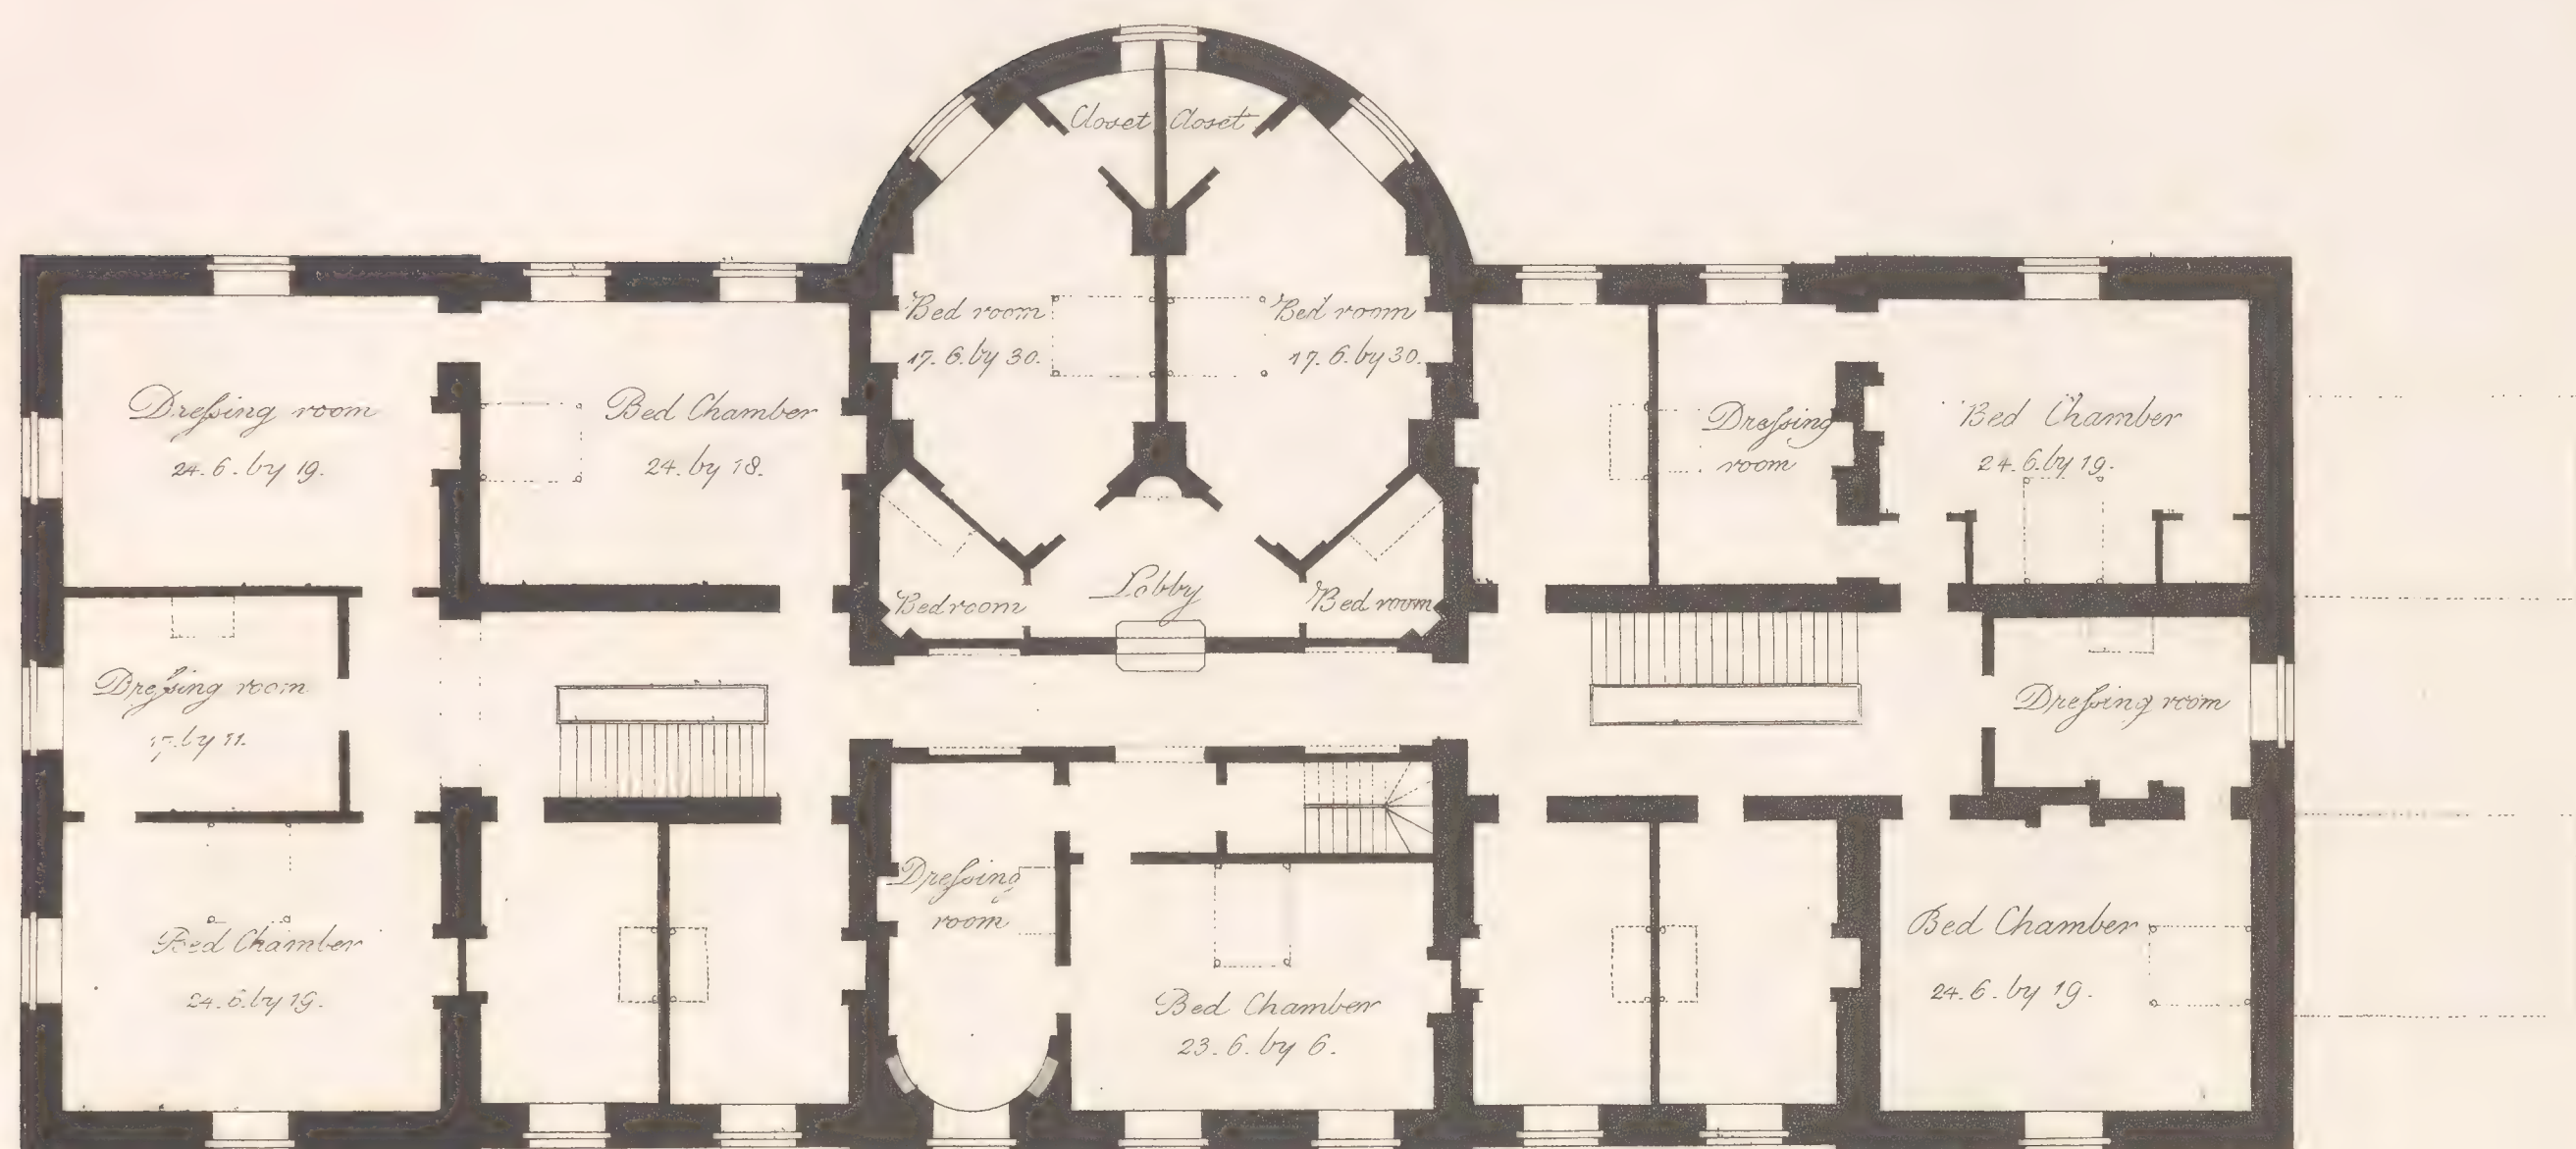 Closet Closet
Bed room
17. 6. by 30.
Bed room
17. 6. by 30.
Dreſsing room
24. 6. by 19.
Bed Chamber
24. by 18.
Dreſsing
room
Bed Chamber
24. 6. by 19.
Bedroom
Lobby
Bed room
Dreſsing room
17. by 11.
Dreſsing room
Dreſsing
room
Bed Chamber
24. 6. by 19.
Bed Chamber
23. 6. by 6.
Bed Chamber
24. 6. by 19.